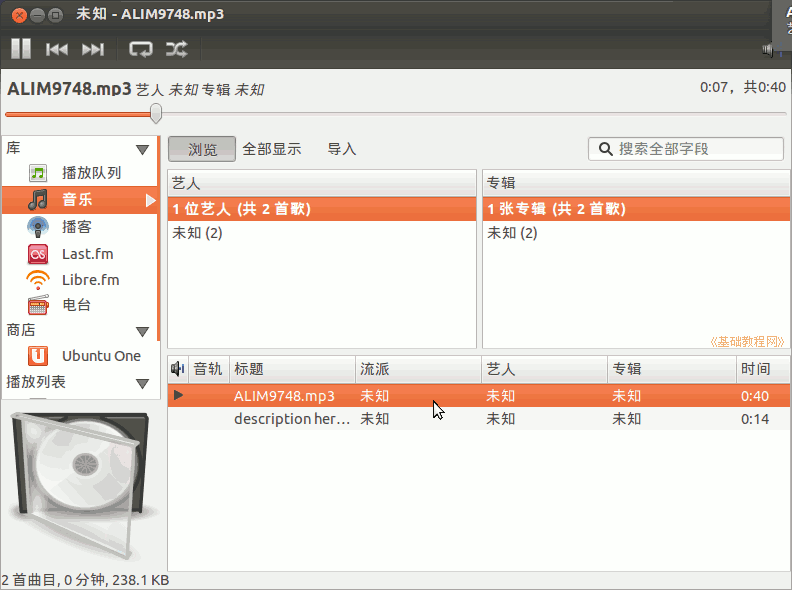 未知 - ALIM9748.mp3
ALIM9748.mp3 艺人 未知 专辑 未知
0:07，共0:40
库
播放队列
音乐
播客
Last.fm
Libre.fm
电台
商店
Ubuntu One
播放列表
浏览 全部显示 导入
搜索全部字段
艺人 专辑
1 位艺人 (共 2 首歌) 1 张专辑 (共 2 首歌)
未知 (2) 未知 (2)
《基础教程网》
音轨 标题 流派 艺人 专辑 时间
ALIM9748.mp3 未知 未知 未知 0:40
description her... 未知 未知 未知 0:14
2 首曲目, 0 分钟, 238.1 KB